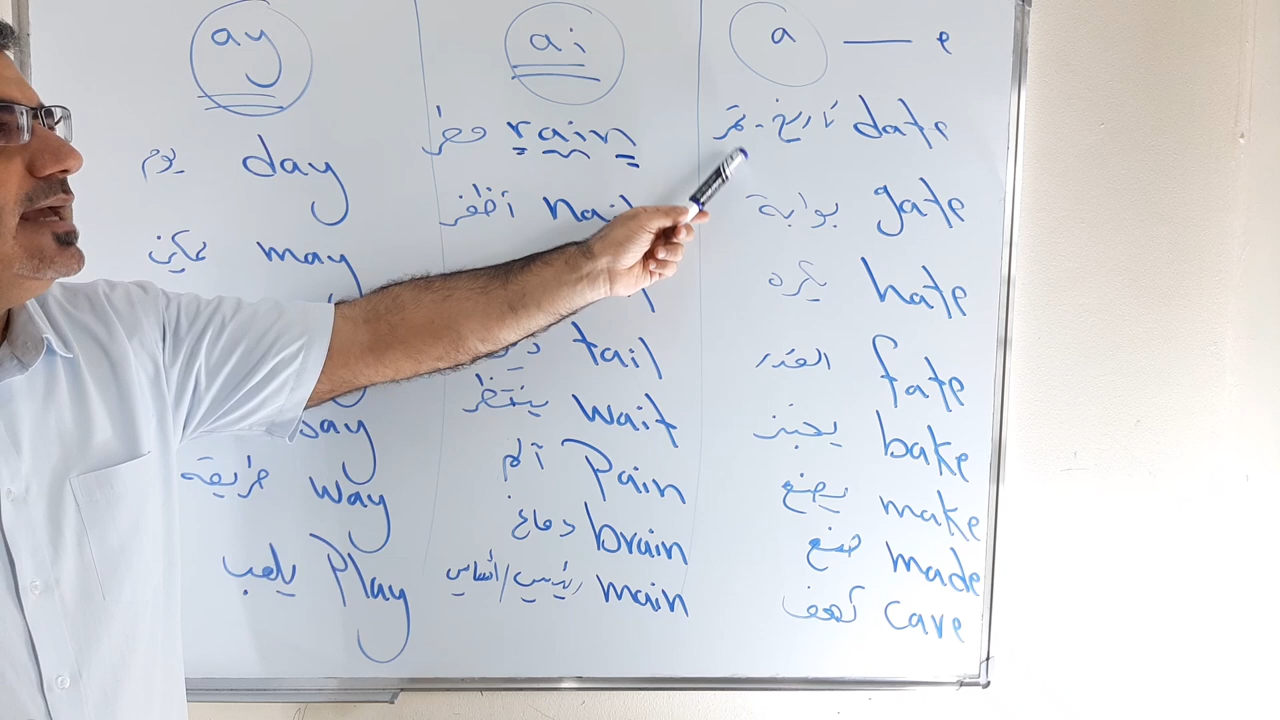 ay
day يوم
may يمكن
say
way طريقة
play يلعب
ai
rain مطر
nail أظفر
tail
wait ينتظر
Pain ألم
brain دماغ
main رئيسي/أساسي
a — e
date تاريخ - تمر
gate بوابة
hate يكره
fate القدر
bake يخبز
make يصنع
made صنع
cave كهف